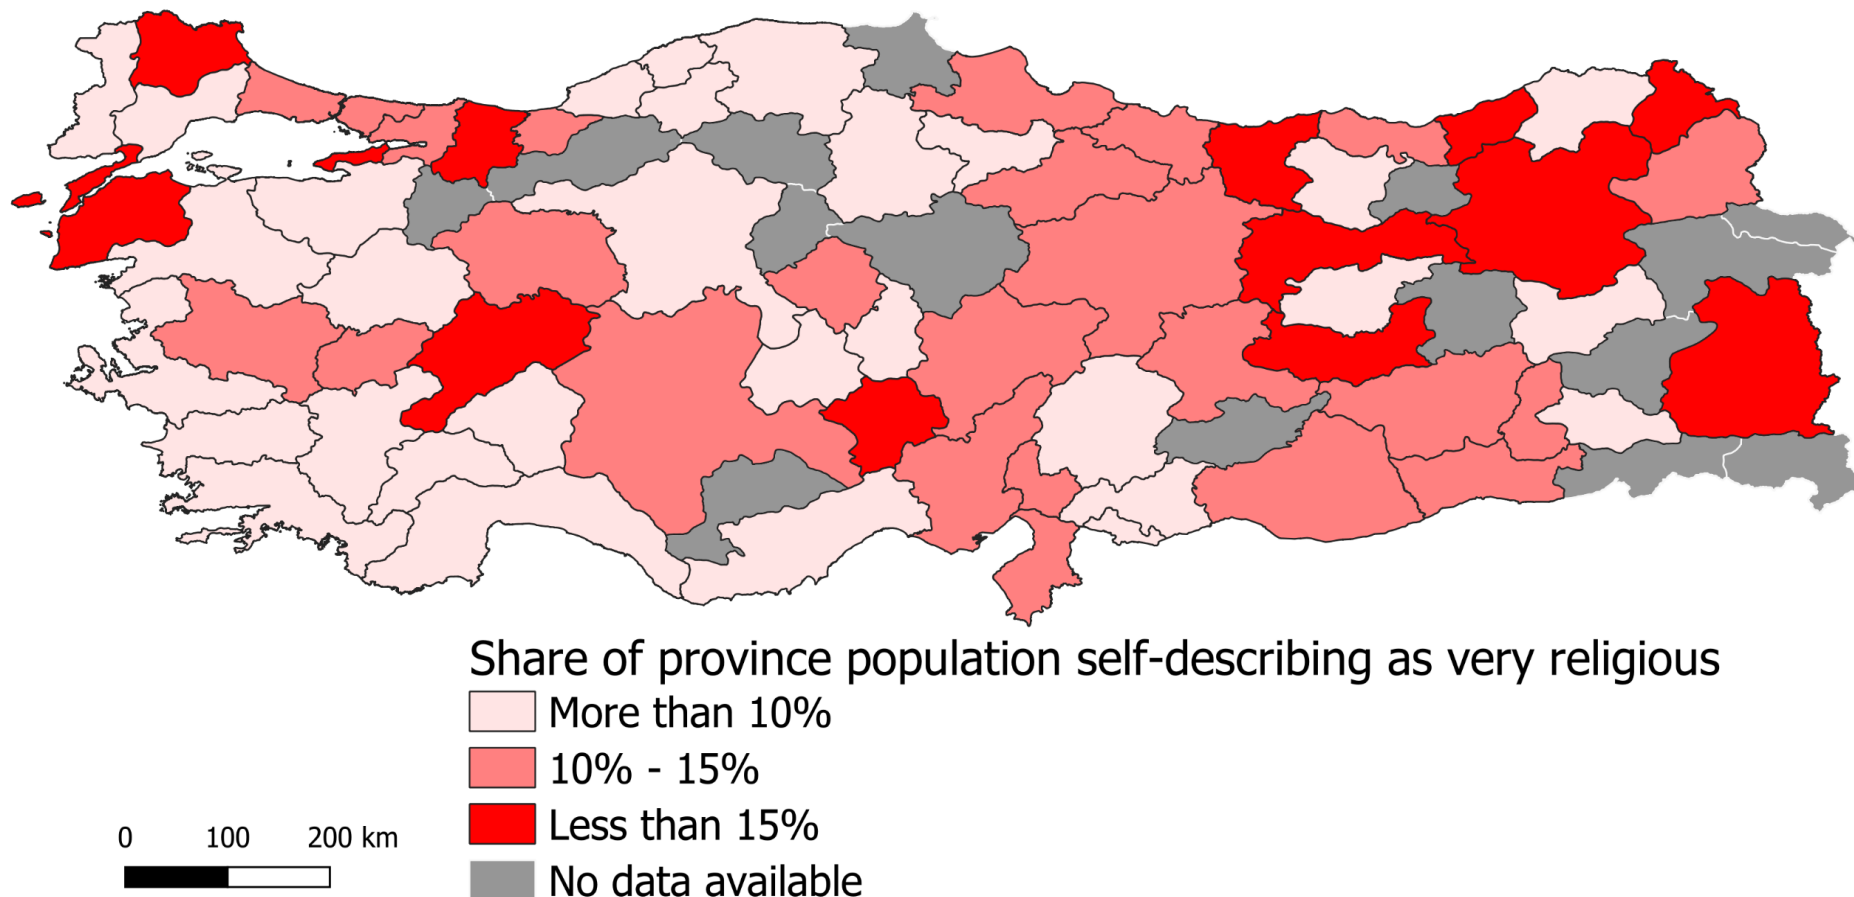 Share of province population self-describing as very religious
More than 10%
10% - 15%
Less than 15%
No data available
0 100 200 km